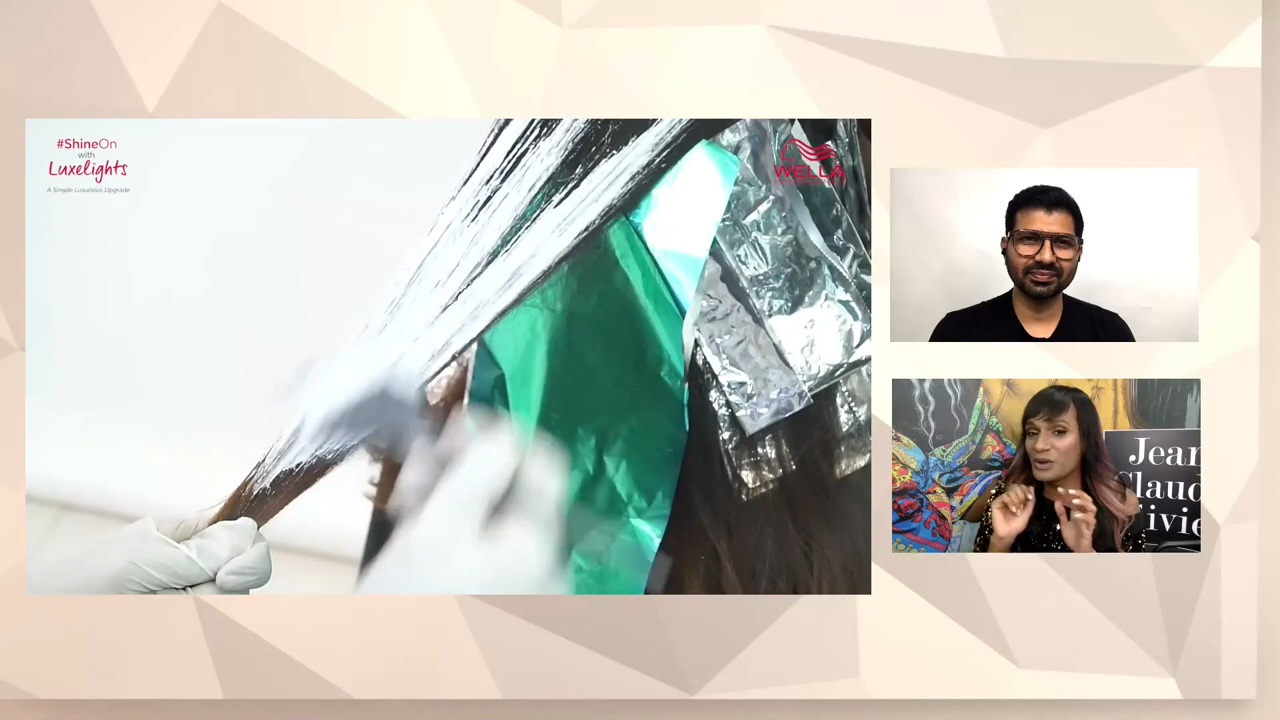 #ShineOn
with
Luxelights
A Simple Luxurious Upgrade
WELLA
Jean
Claud
ivie